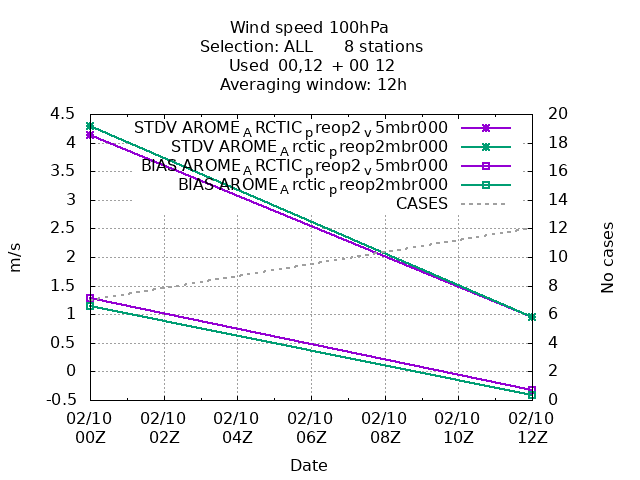 Wind speed 100hPa
Selection: ALL 8 stations
Used 00,12 + 00 12
Averaging window: 12h
4.5 STDV AROME_ARCTIC_preop2_v5mbr000 20
4 STDV AROME_Arctic_preop2mbr000 18
3.5 BIAS AROME_ARCTIC_preop2_v5mbr000 16
3 BIAS AROME_Arctic_preop2mbr000 14
2.5 CASES 12
2 10
1.5 8
1 6
0.5 4
0 2
-0.5 0
m/s
No cases
02/10 02/10 02/10 02/10 02/10 02/10 02/10
00Z 02Z 04Z 06Z 08Z 10Z 12Z
Date